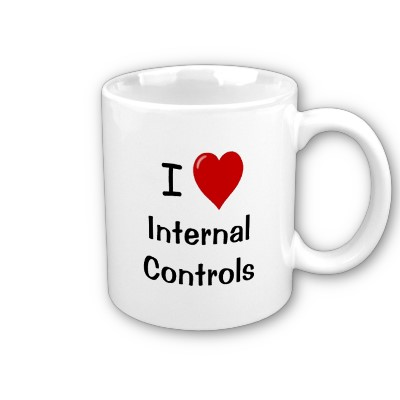 I ❤
Internal
Controls